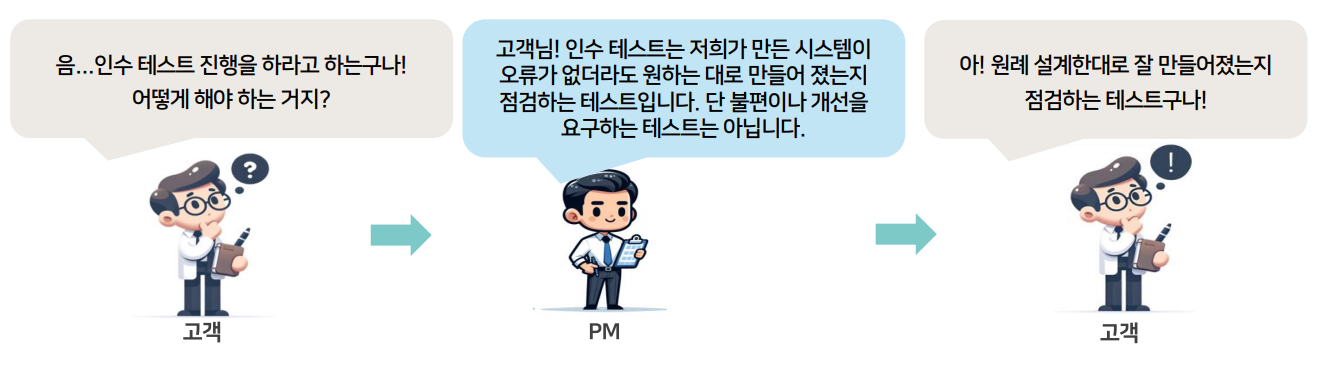 음...인수 테스트 진행을 하라고 하는구나!
어떻게 해야 하는 거지?
고객님! 인수 테스트는 저희가 만든 시스템이
오류가 없더라도 원하는 대로 만들어 졌는지
점검하는 테스트입니다. 단 불편이나 개선을
요구하는 테스트는 아닙니다.
아! 원례 설계한대로 잘 만들어졌는지
점검하는 테스트구나!
?
!
고객
PM
고객